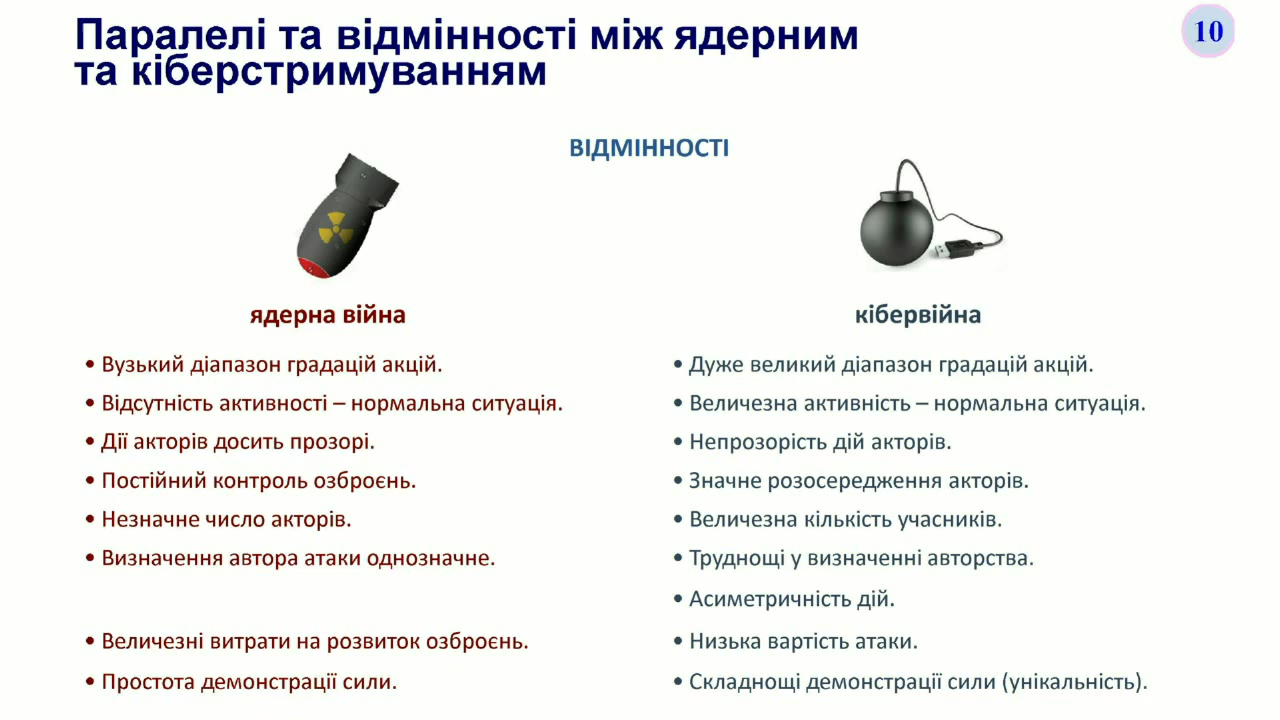 Паралелі та відмінності між ядерним
та кіберстримуванням
10
ВІДМІННОСТІ
ядерна війна
• Вузький діапазон градацій акцій.
• Відсутність активності – нормальна ситуація.
• Дії акторів досить прозорі.
• Постійний контроль озброєнь.
• Незначне число акторів.
• Визначення автора атаки однозначне.
• Величезні витрати на розвиток озброєнь.
• Простота демонстрації сили.
кібервійна
• Дуже великий діапазон градацій акцій.
• Величезна активність – нормальна ситуація.
• Непрозорість дій акторів.
• Значне розосередження акторів.
• Величезна кількість учасників.
• Труднощі у визначенні авторства.
• Асиметричність дій.
• Низька вартість атаки.
• Складнощі демонстрації сили (унікальність).